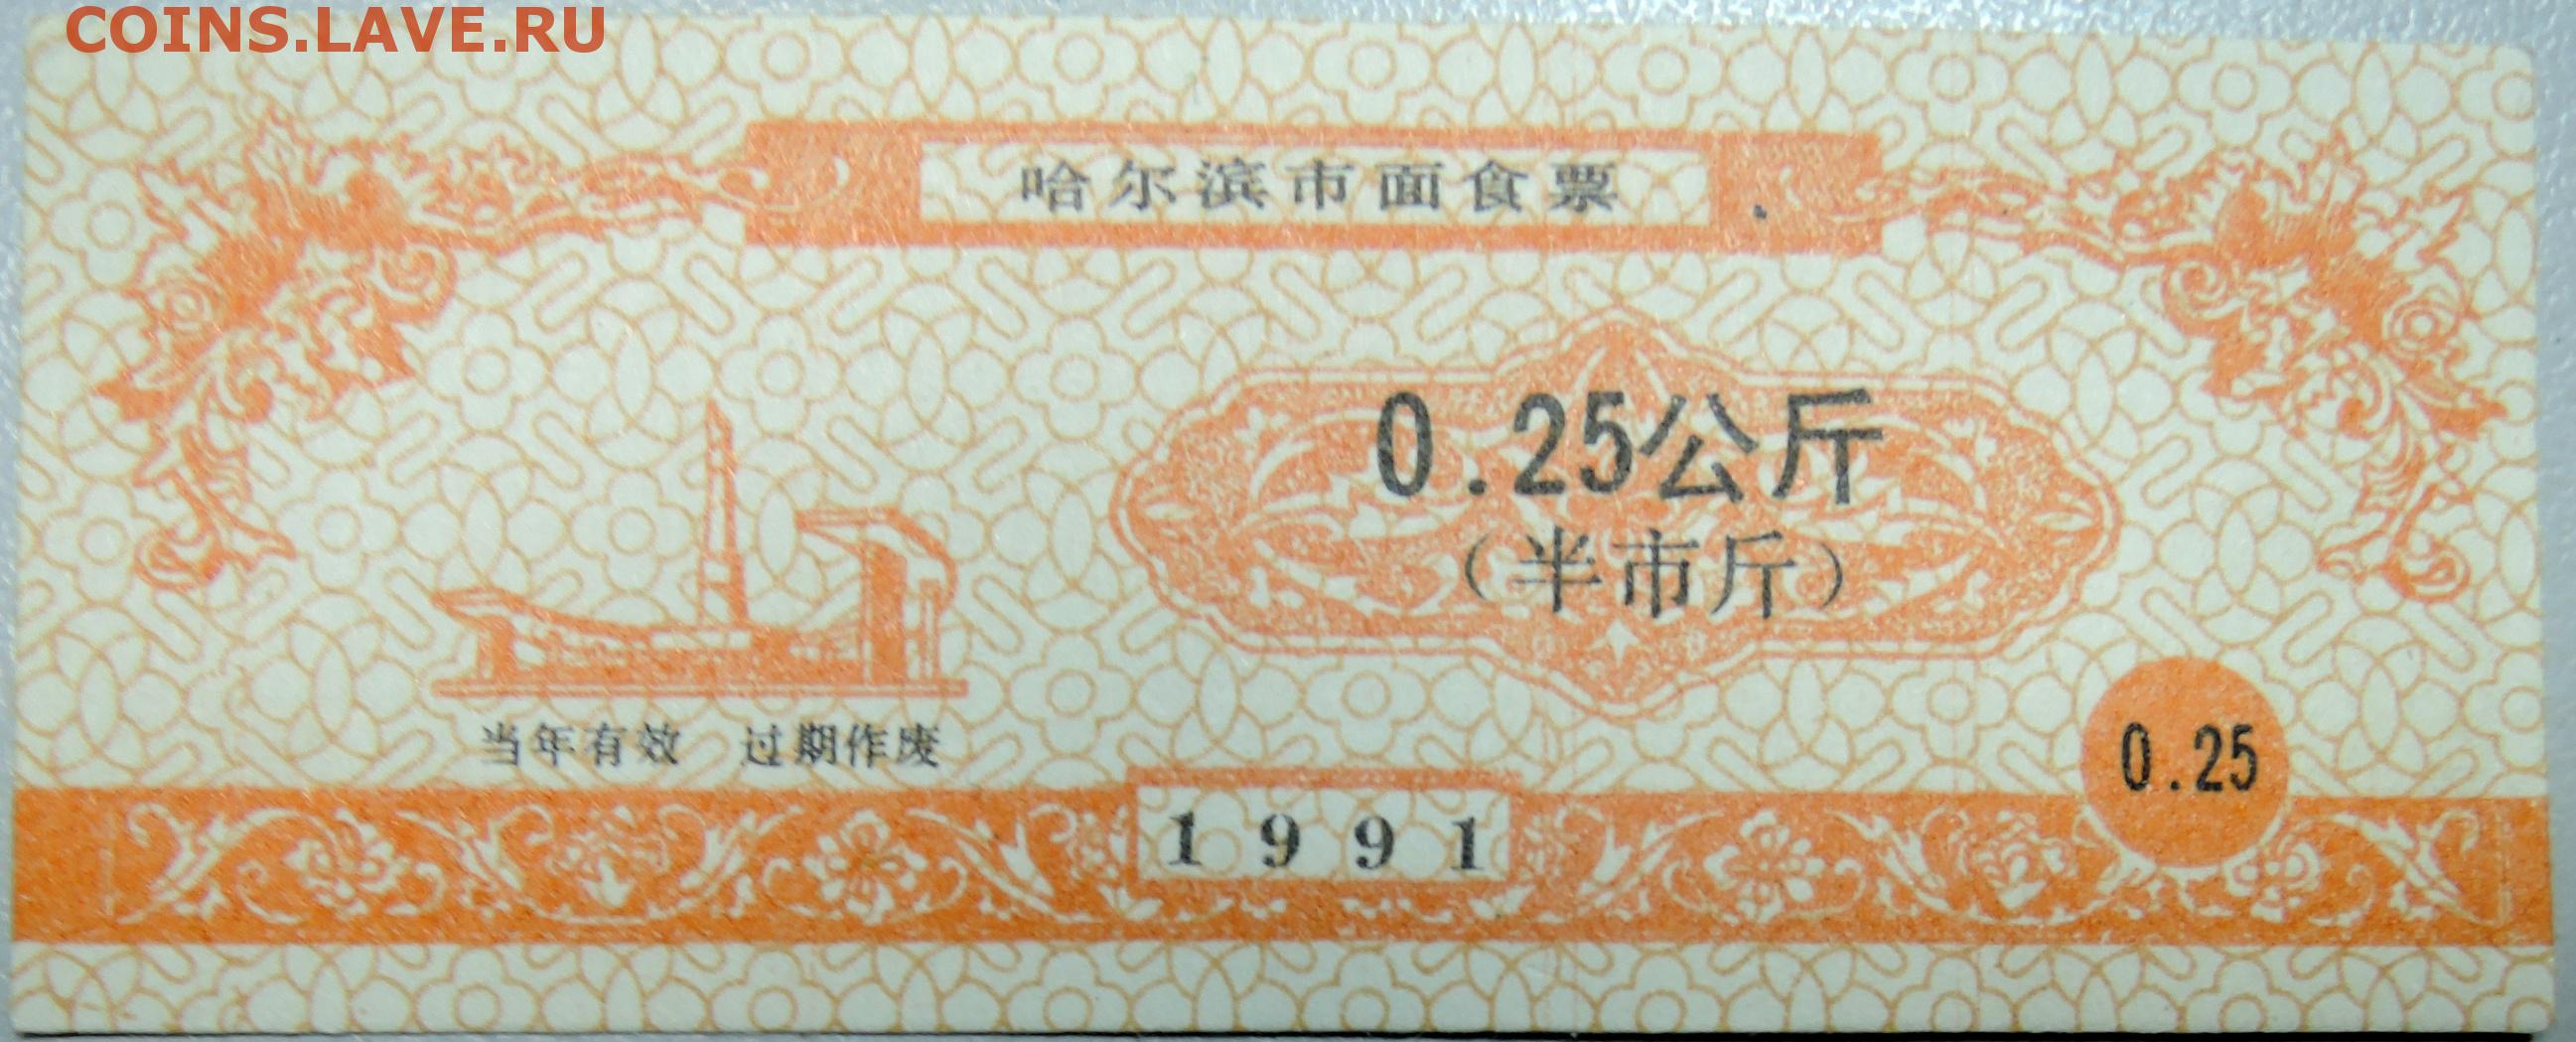 COINS.LAVE.RU
哈尔滨市面食票
0.25公斤
(半市斤)
当年有效 过期作废
0.25
1991